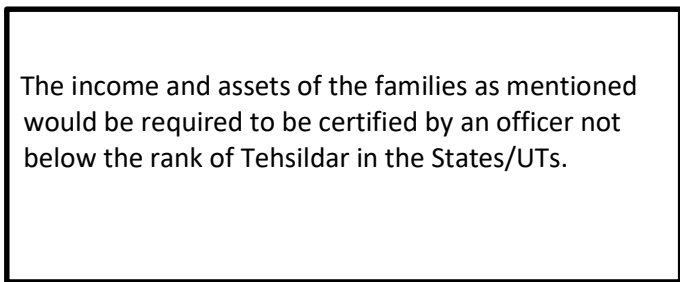 The income and assets of the families as mentioned
would be required to be certified by an officer not
below the rank of Tehsildar in the States/UTs.